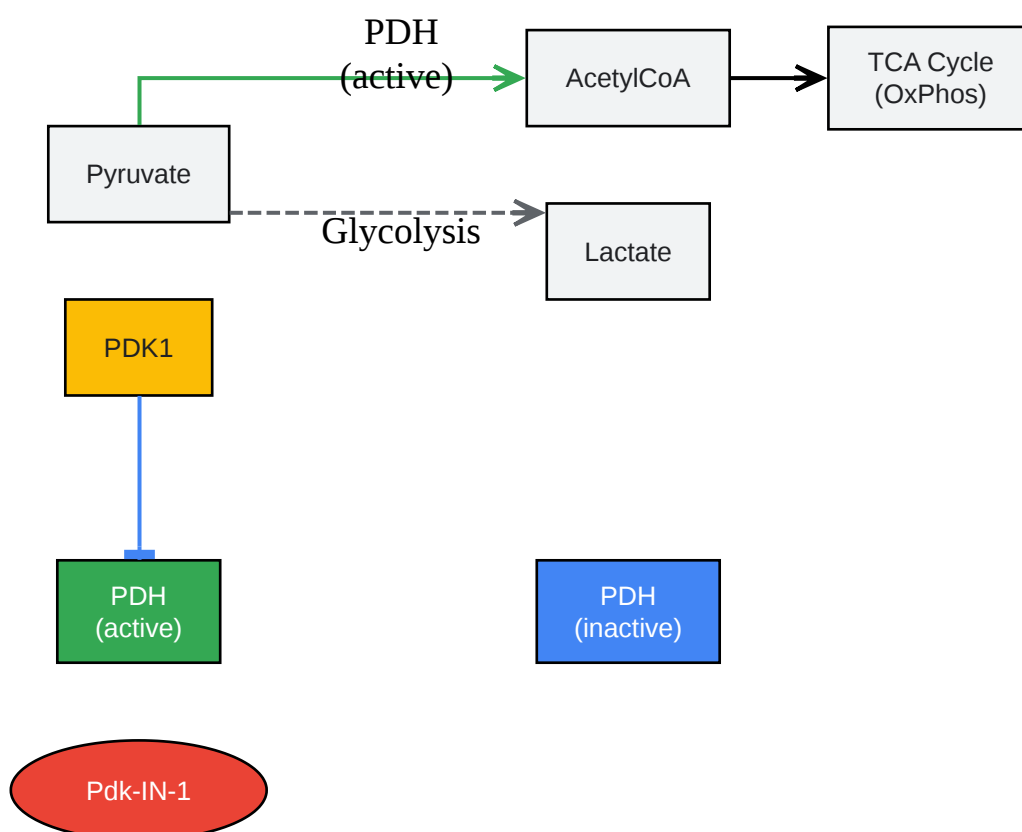 PDH
(active)
AcetylCoA
TCA Cycle
(OxPhos)
Pyruvate
Glycolysis
Lactate
PDK1
PDH
(active)
PDH
(inactive)
Pdk-IN-1